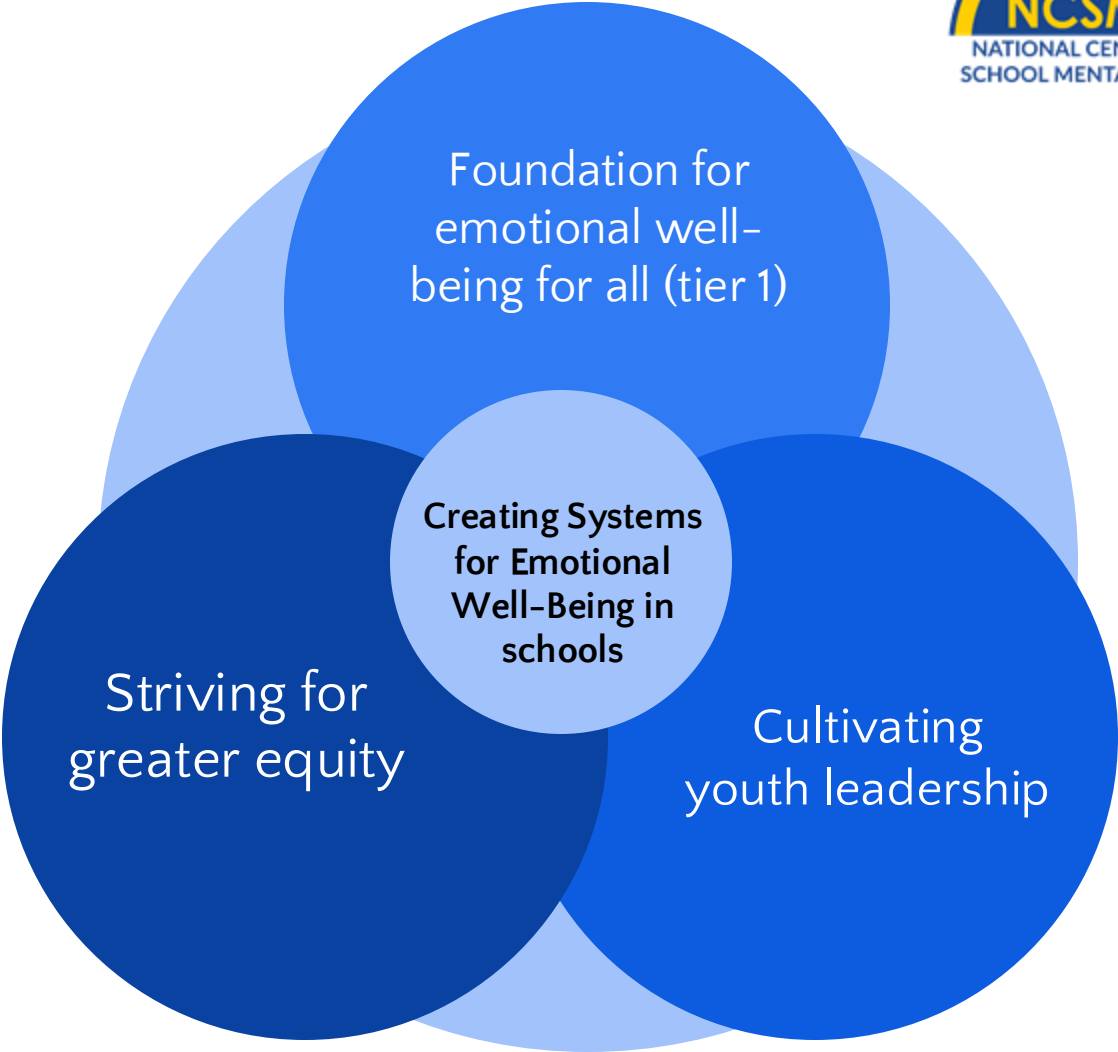 NCSM
NATIONAL CEN
SCHOOL MENTA
Foundation for
emotional well-
being for all (tier 1)
Creating Systems
for Emotional
Well-Being in
schools
Striving for
greater equity
Cultivating
youth leadership